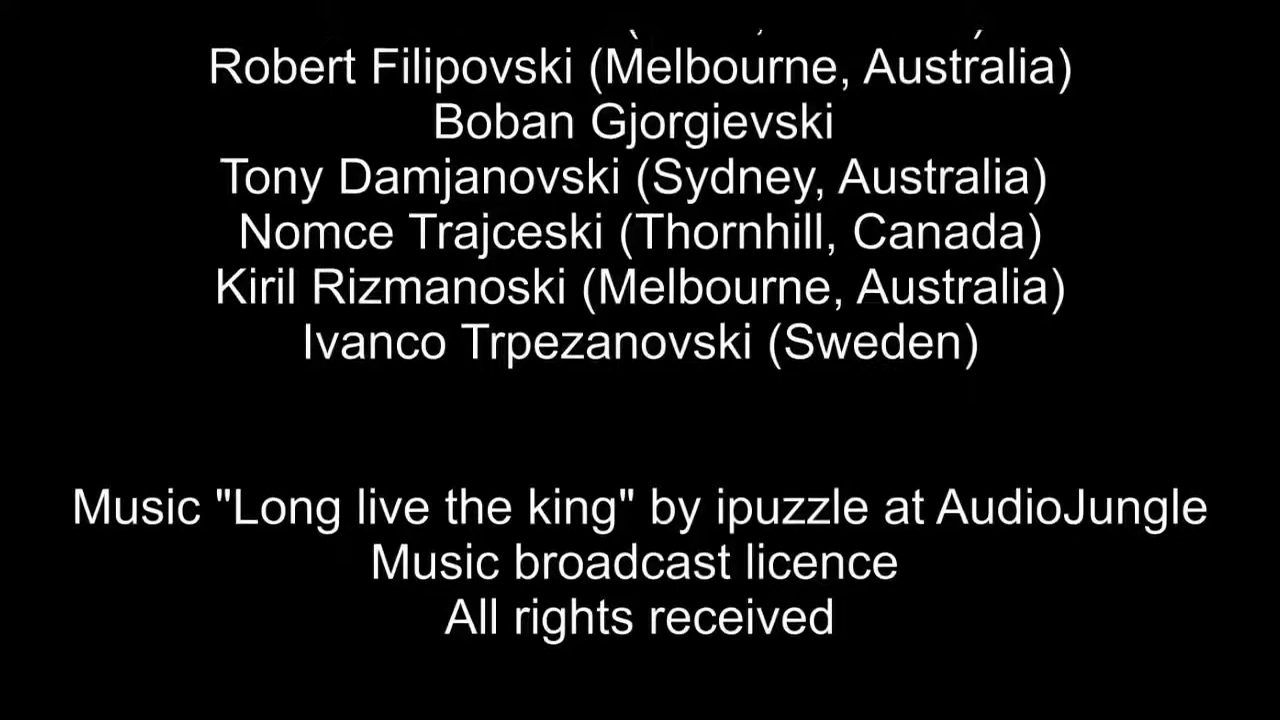 Robert Filipovski (Melbourne, Australia)
Boban Gjorgievski
Tony Damjanovski (Sydney, Australia)
Nomce Trajceski (Thornhill, Canada)
Kiril Rizmanoski (Melbourne, Australia)
Ivanco Trpezanovski (Sweden)
Music "Long live the king" by ipuzzle at AudioJungle
Music broadcast licence
All rights received